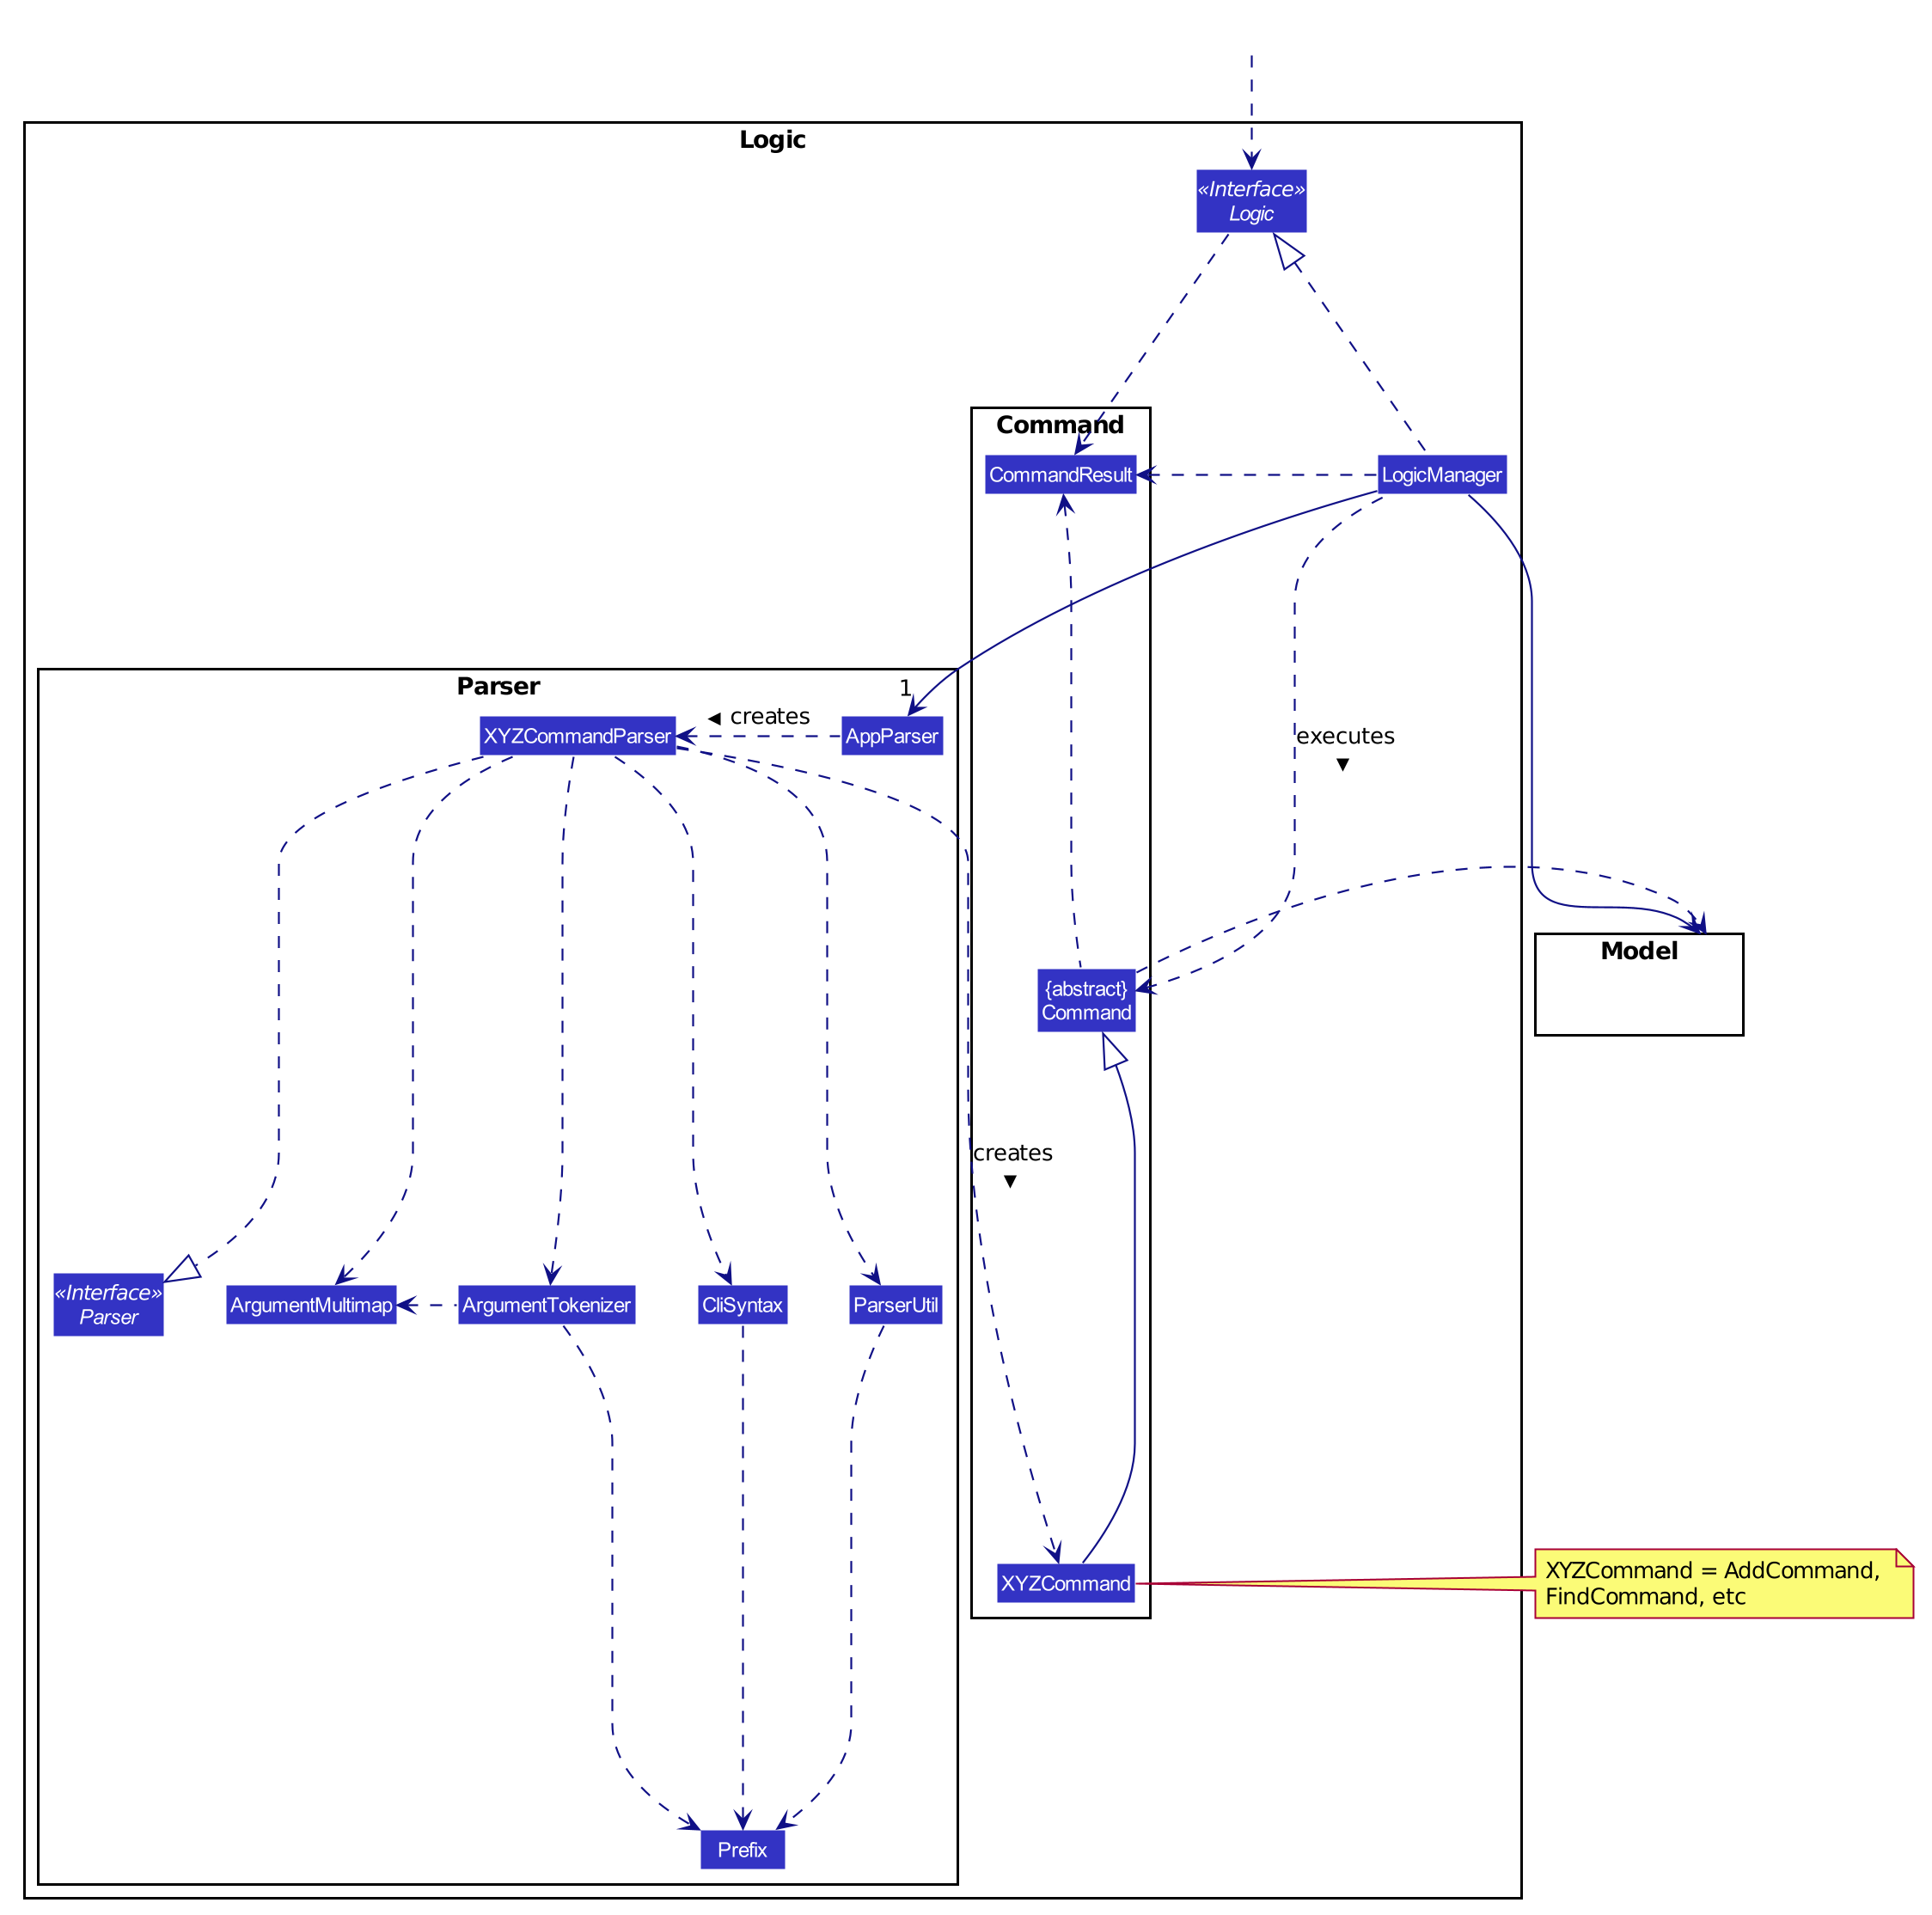 Logic
«Interface»
Logic
Command
CommandResult
LogicManager
Parser
1
◄ creates
XYZCommandParser
AppParser
executes
▼
Model
{abstract}
Command
creates
▼
«Interface»
Parser
ArgumentMultimap
ArgumentTokenizer
CliSyntax
ParserUtil
XYZCommand
XYZCommand = AddCommand,
FindCommand, etc
Prefix